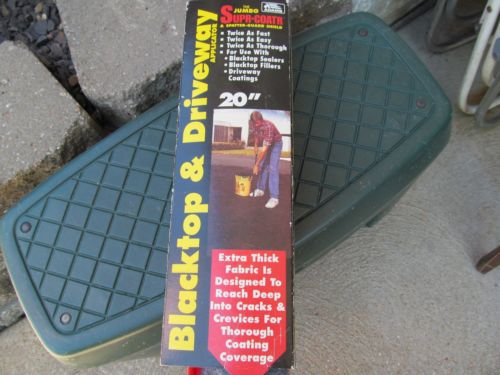 THE
JUMBO
SUPR-COATR
& SPATTER-GUARD SHIELD
• Twice As Fast
• Twice As Easy
• Twice As Thorough
• For Use With
• Blacktop Sealers
• Blacktop Fillers
• Driveway
Coatings
20"
Blacktop & Driveway
APPLICATOR
Extra Thick
Fabric Is
Designed To
Reach Deep
Into Cracks &
Crevices For
Thorough
Coating
Coverage